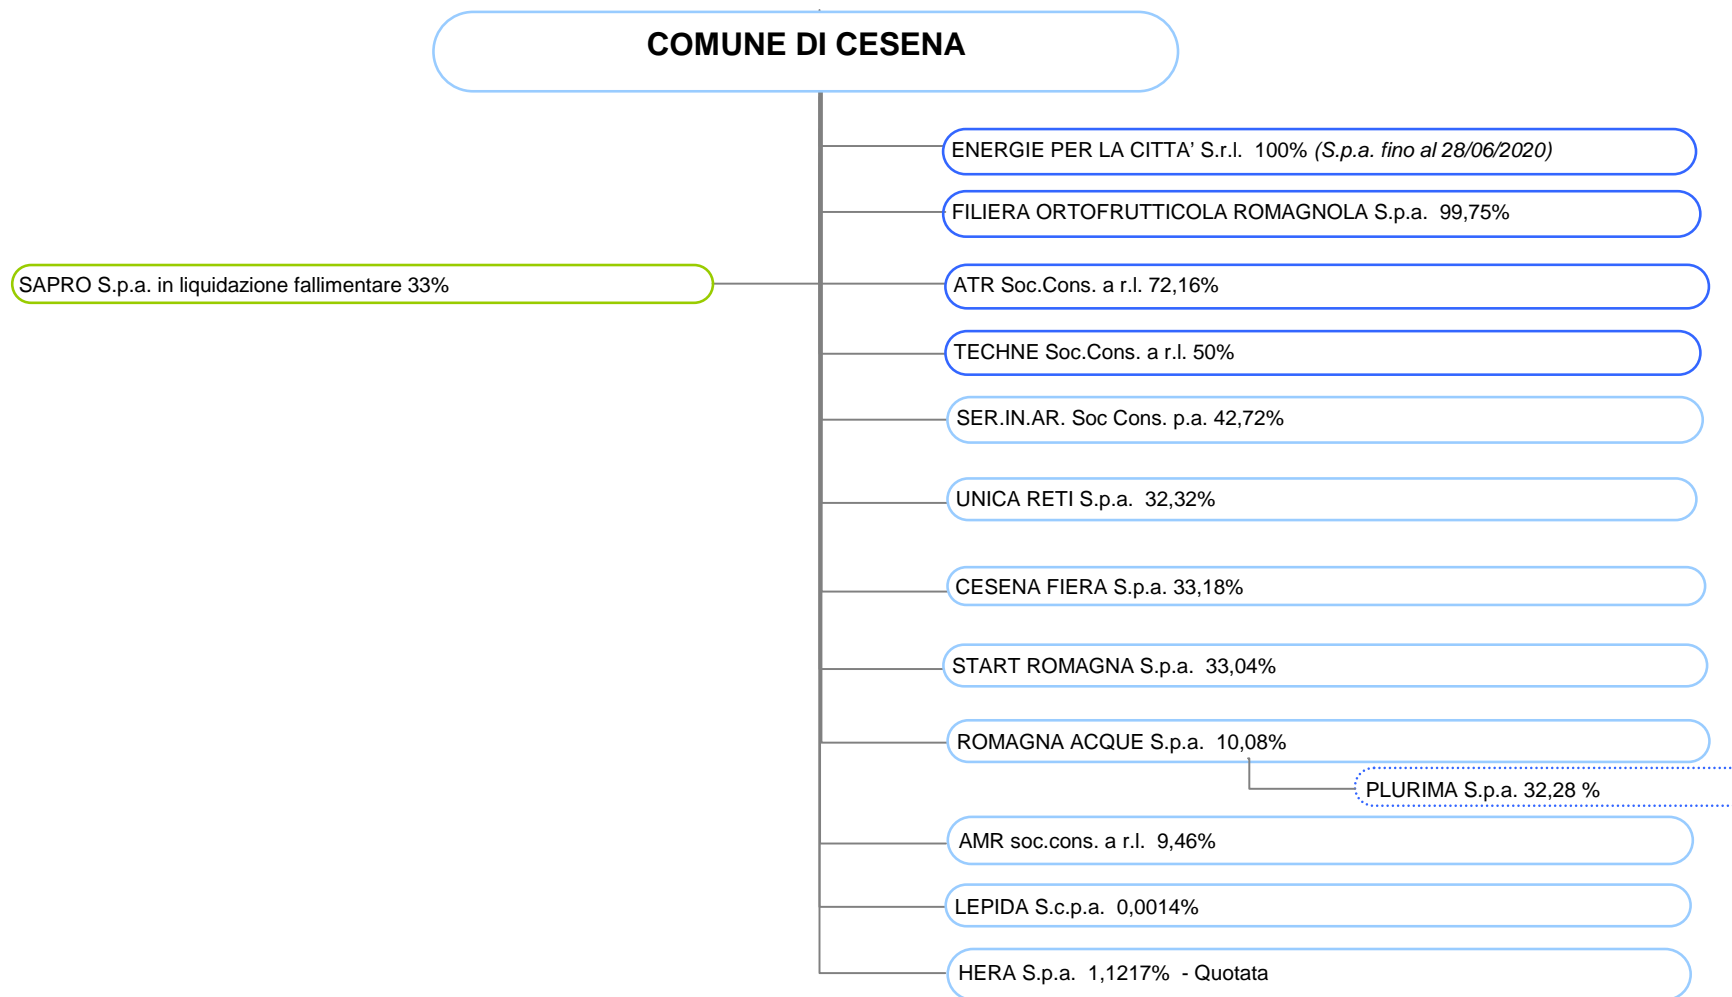 COMUNE DI CESENA
ENERGIE PER LA CITTA' S.r.l. 100% (S.p.a. fino al 28/06/2020)
FILIERA ORTOFRUTTICOLA ROMAGNOLA S.p.a. 99,75%
SAPRO S.p.a. in liquidazione fallimentare 33%
ATR Soc.Cons. a r.l. 72,16%
TECHNE Soc.Cons. a r.l. 50%
SER.IN.AR. Soc Cons. p.a. 42,72%
UNICA RETI S.p.a. 32,32%
CESENA FIERA S.p.a. 33,18%
START ROMAGNA S.p.a. 33,04%
ROMAGNA ACQUE S.p.a. 10,08%
PLURIMA S.p.a. 32,28 %
AMR soc.cons. a r.l. 9,46%
LEPIDA S.c.p.a. 0,0014%
HERA S.p.a. 1,1217% - Quotata